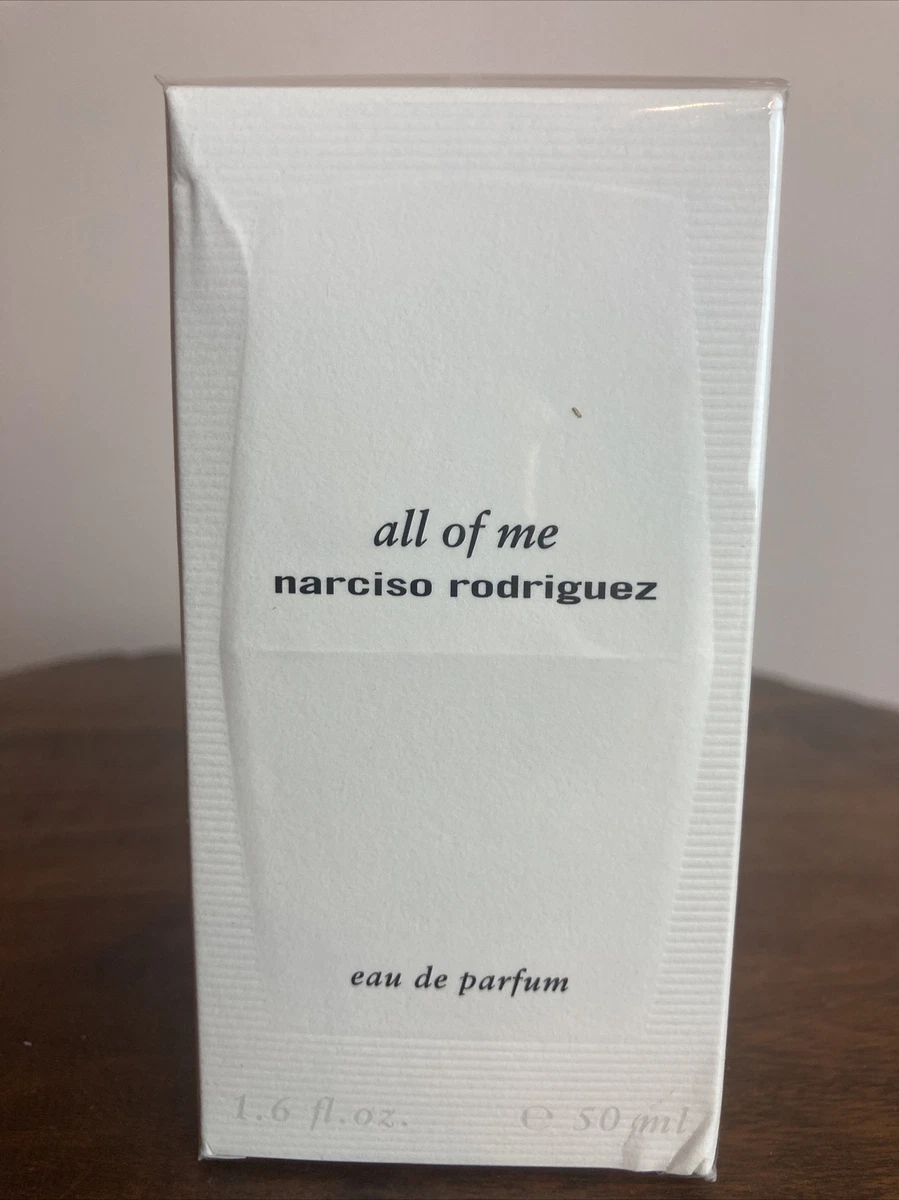 all of me
narciso rodriguez
eau de parfum
1.6 fl.oz. ℮ 50 ml